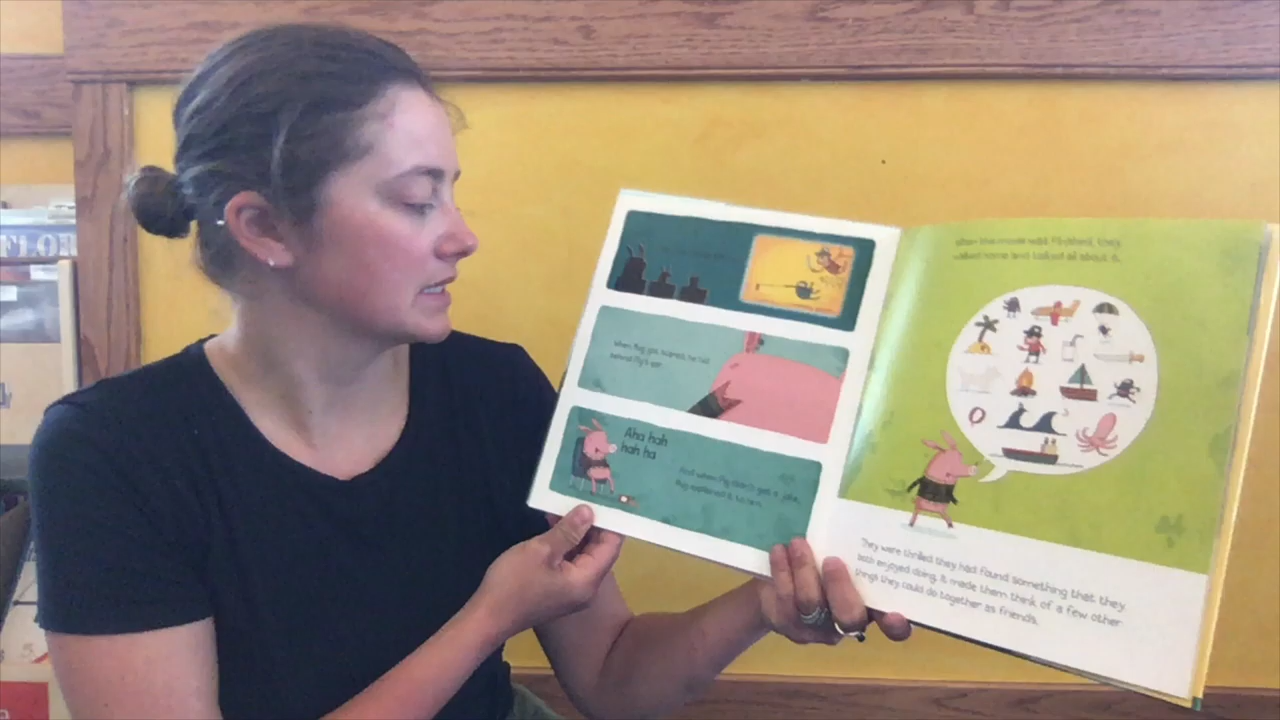 FLOR
When Pug got scared, he hid
behind Pig's ear.
Aha hah
hah ha
And when Pig didn't get a joke,
Pug explained it to him.
When the movie was finished, they
walked home and talked all about it.
They were thrilled they had found something that they
both enjoyed doing. It made them think of a few other
things they could do together as friends.